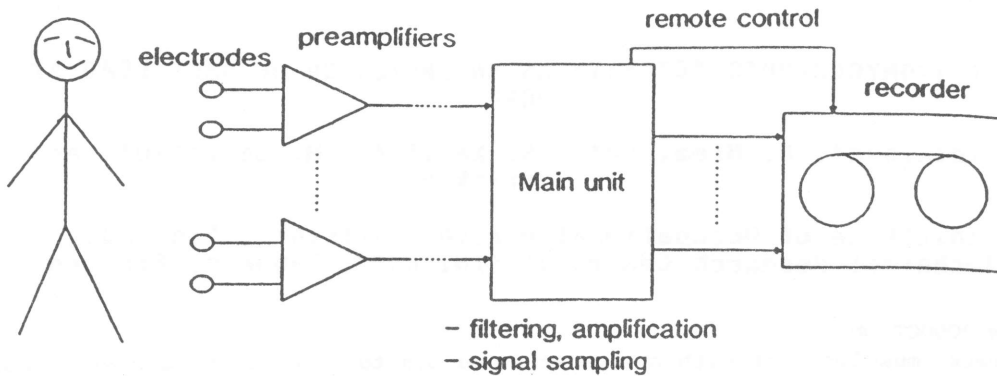 remote control
preamplifiers
electrodes
recorder
Main unit
– filtering, amplification
– signal sampling